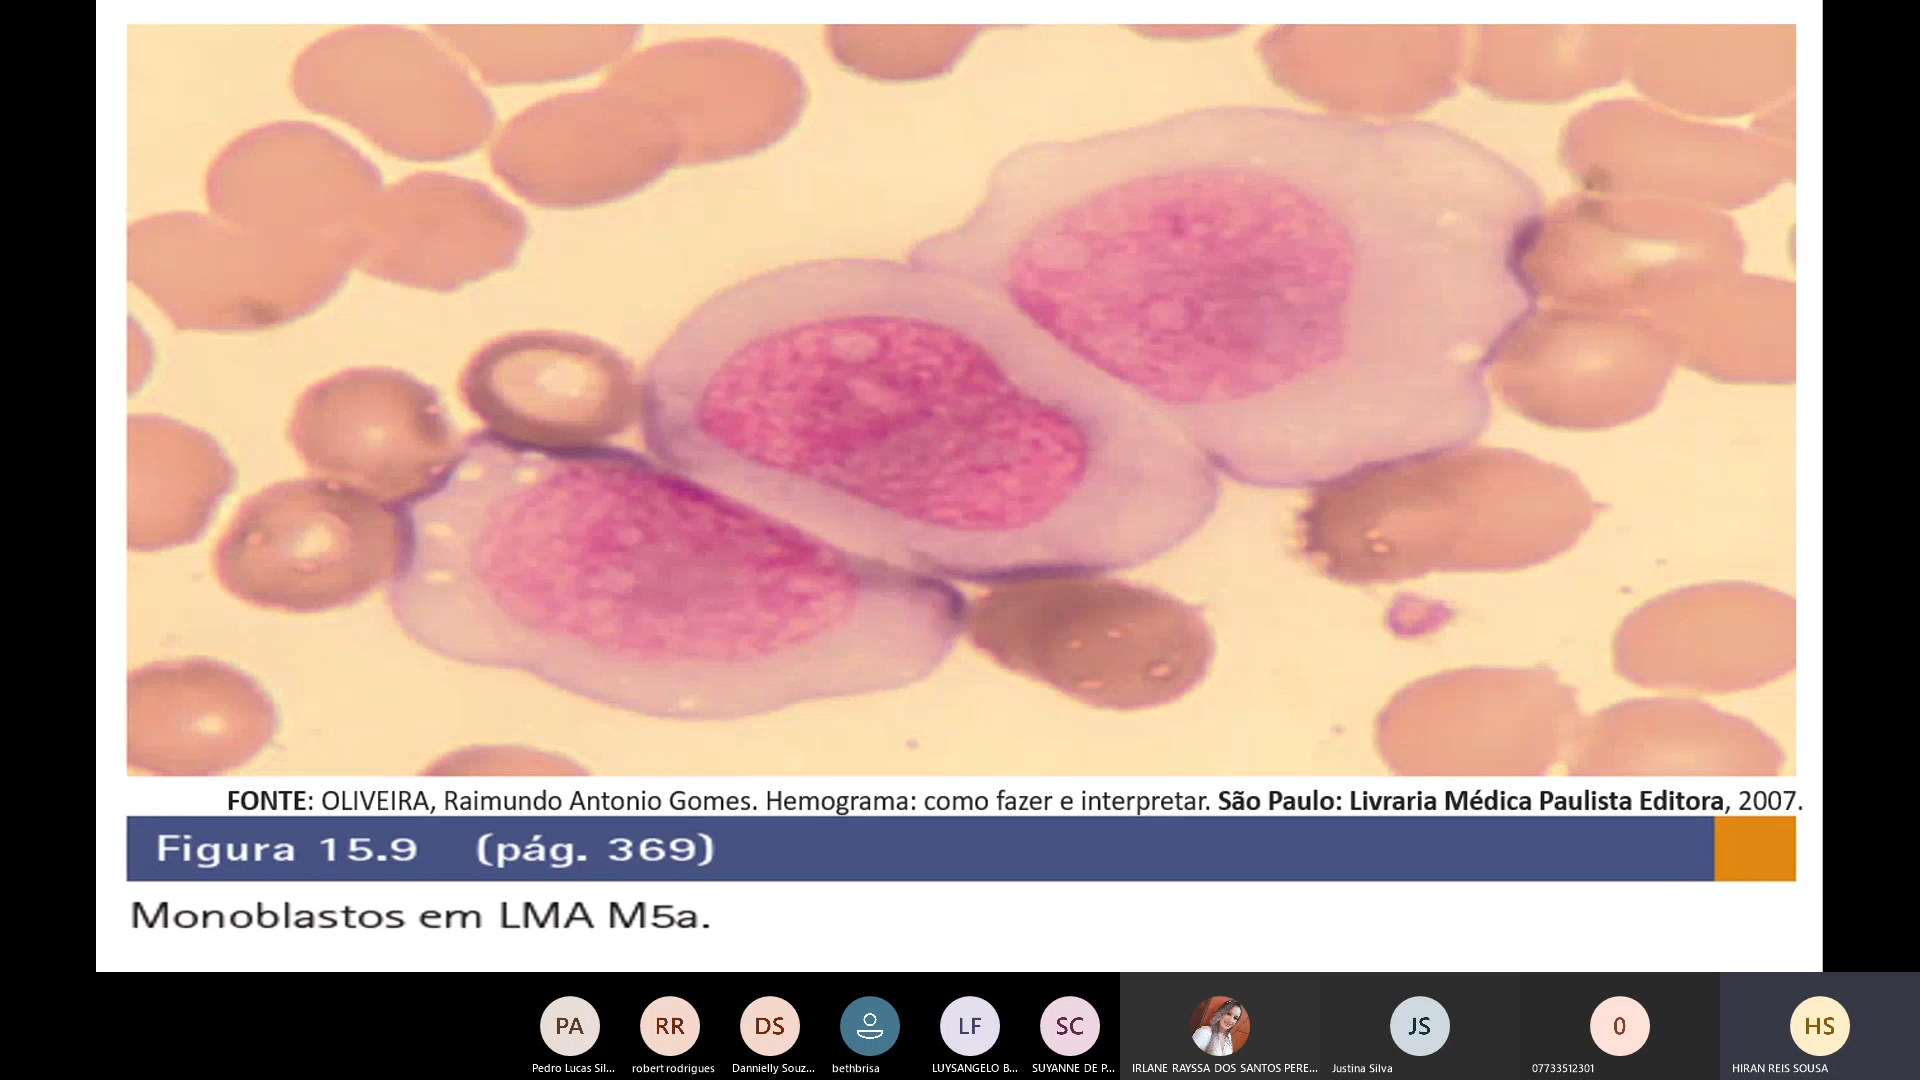 FONTE: OLIVEIRA, Raimundo Antonio Gomes. Hemograma: como fazer e interpretar. São Paulo: Livraria Médica Paulista Editora, 2007.
Figura 15.9 (pág. 369)
Monoblastos em LMA M5a.
PA RR DS LF SC JS 0 HS
Pedro Lucas Sil... robert rodrigues Dannielly Souz... bethbrisa LUYSANGELO B... SUYANNE DE P... IRLANE RAYSSA DOS SANTOS PERE... Justina Silva 07733512301 HIRAN REIS SOUSA